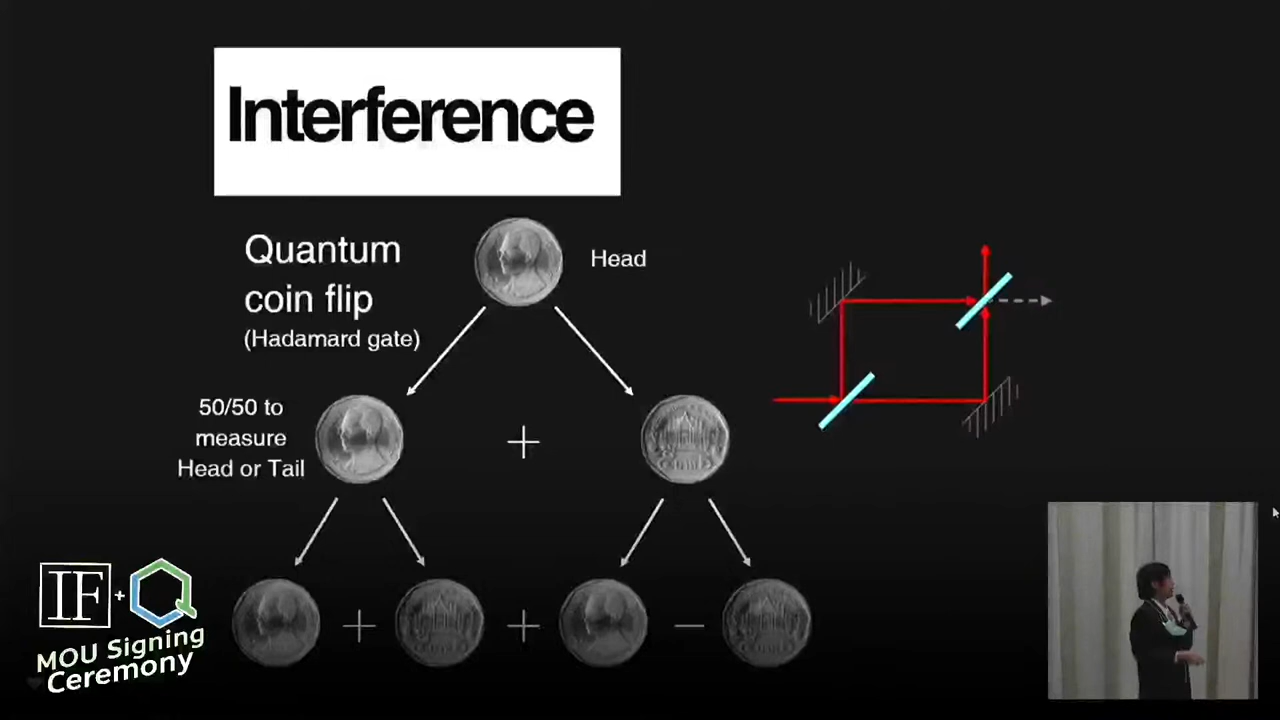 Interference
Quantum
coin flip
(Hadamard gate)
Head
50/50 to
measure
Head or Tail
+
+ + −
IF + Q
MOU Signing
Ceremony